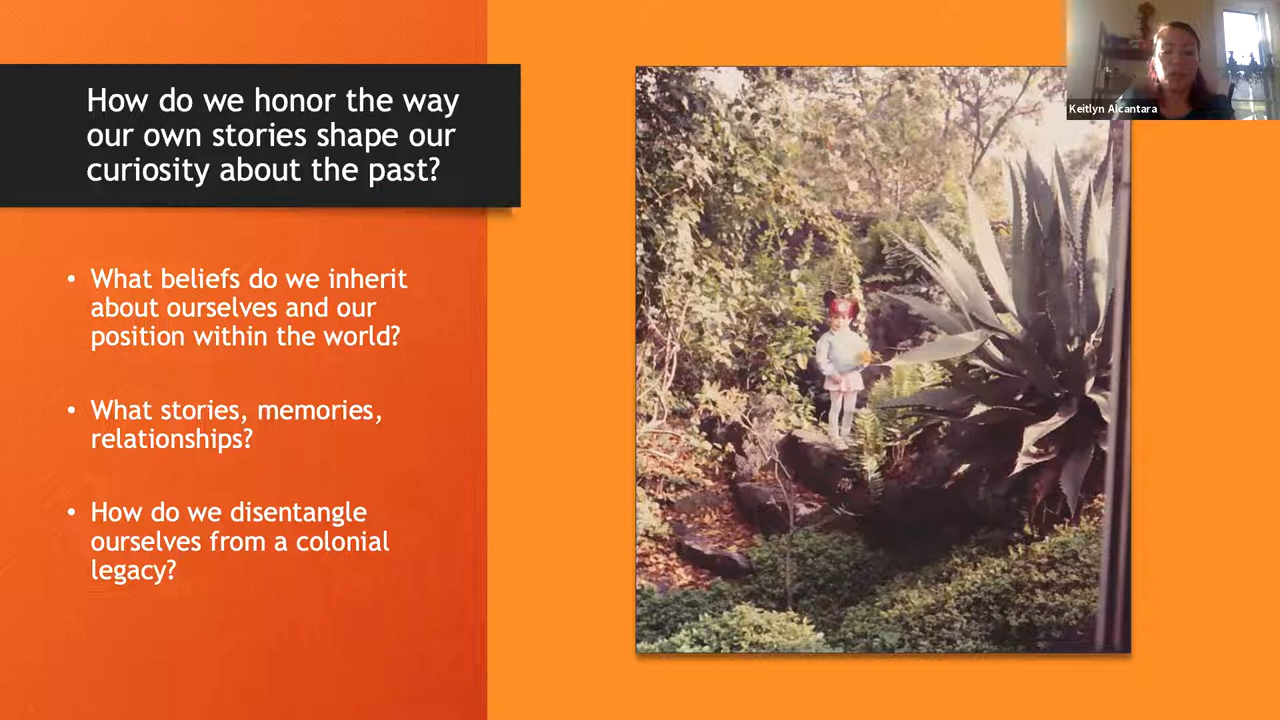 How do we honor the way
our own stories shape our
curiosity about the past?
• What beliefs do we inherit
about ourselves and our
position within the world?
• What stories, memories,
relationships?
• How do we disentangle
ourselves from a colonial
legacy?
Keitlyn Alcantara